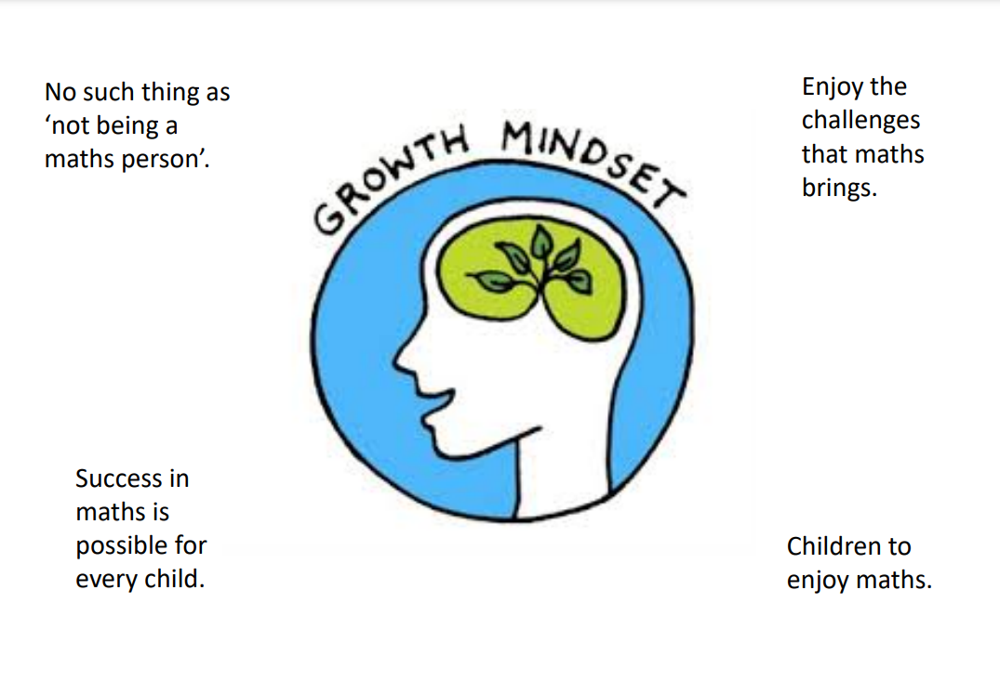 No such thing as
‘not being a
maths person’.
Enjoy the
challenges
that maths
brings.
GROWTH MINDSET
Success in
maths is
possible for
every child.
Children to
enjoy maths.